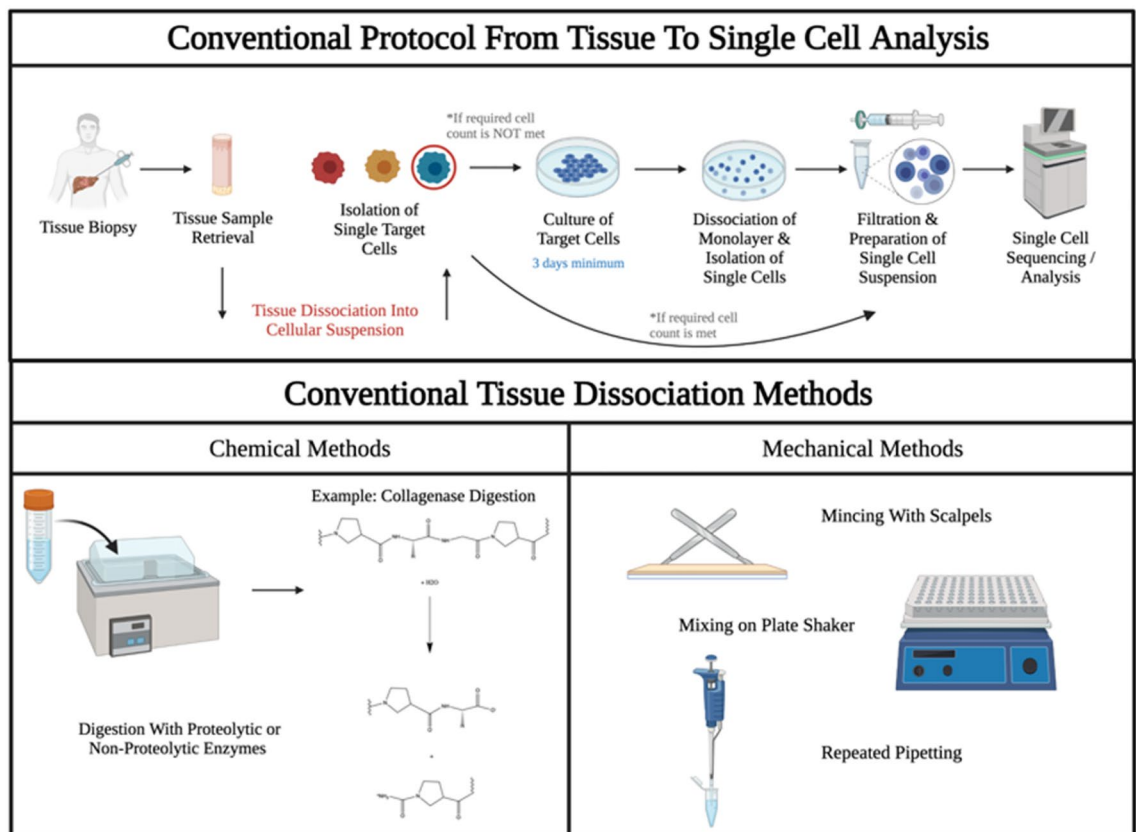 Conventional Protocol From Tissue To Single Cell Analysis
Tissue Biopsy
Tissue Sample
Retrieval
Tissue Dissociation Into
Cellular Suspension
Isolation of
Single Target
Cells
*If required cell
count is NOT met
Culture of
Target Cells
3 days minimum
*If required cell
count is met
Dissociation of
Monolayer &
Isolation of
Single Cells
Filtration &
Preparation of
Single Cell
Suspension
Single Cell
Sequencing /
Analysis
Conventional Tissue Dissociation Methods
Chemical Methods
Digestion With Proteolytic or
Non-Proteolytic Enzymes
Example: Collagenase Digestion
+ H2O
+
Mechanical Methods
Mincing With Scalpels
Mixing on Plate Shaker
Repeated Pipetting